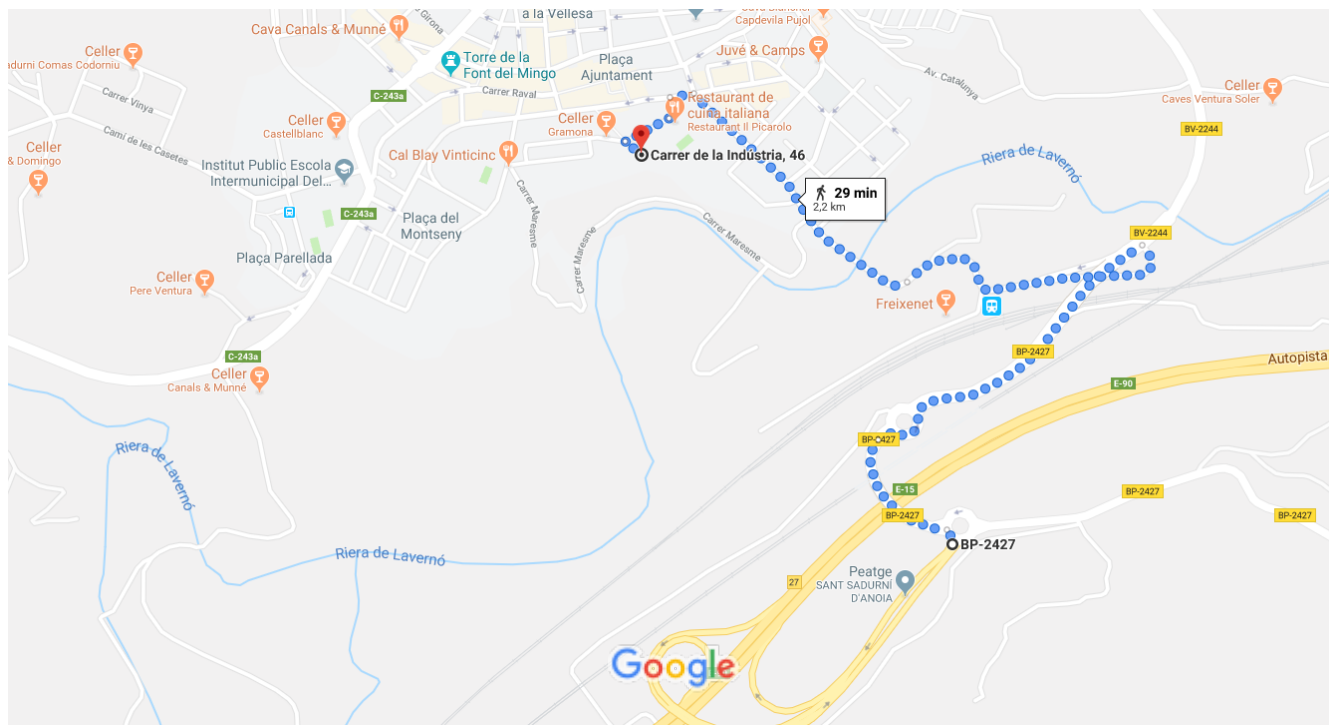 a la Vellesa
Capdevila Pujol
Cava Canals & Munné
Juvé & Camps
Celler
Torre de la
Font del Mingo
Plaça
Ajuntament
Av. Catalunya
Carrer Raval
C-243a
Carrer Vinya
Celler
Caves Ventura Soler
Restaurant de
cuina italiana
Restaurant Il Picarolo
Celler
Gramona
Celler
Castellblanc
BV-2244
Camí de les Casetes
Celler
& Domingo
Cal Blay Vinticinc
Carrer de la Indústria, 46
Riera de Lavernó
Institut Public Escola
Intermunicipal Del...
29 min
2,2 km
C-243a
Plaça del
Montseny
Carrer Maresme
Carrer Maresme
Carrer Maresme
BV-2244
Plaça Parellada
Celler
Pere Ventura
Freixenet
C-243a
BP-2427
Autopista
Celler
Canals & Munné
E-90
BP-2427
Riera de Lavernó
E-15
BP-2427
BP-2427
BP-2427
BP-2427
Riera de Lavernó
Peatge
SANT SADURNÍ
D'ANOIA
27
Google